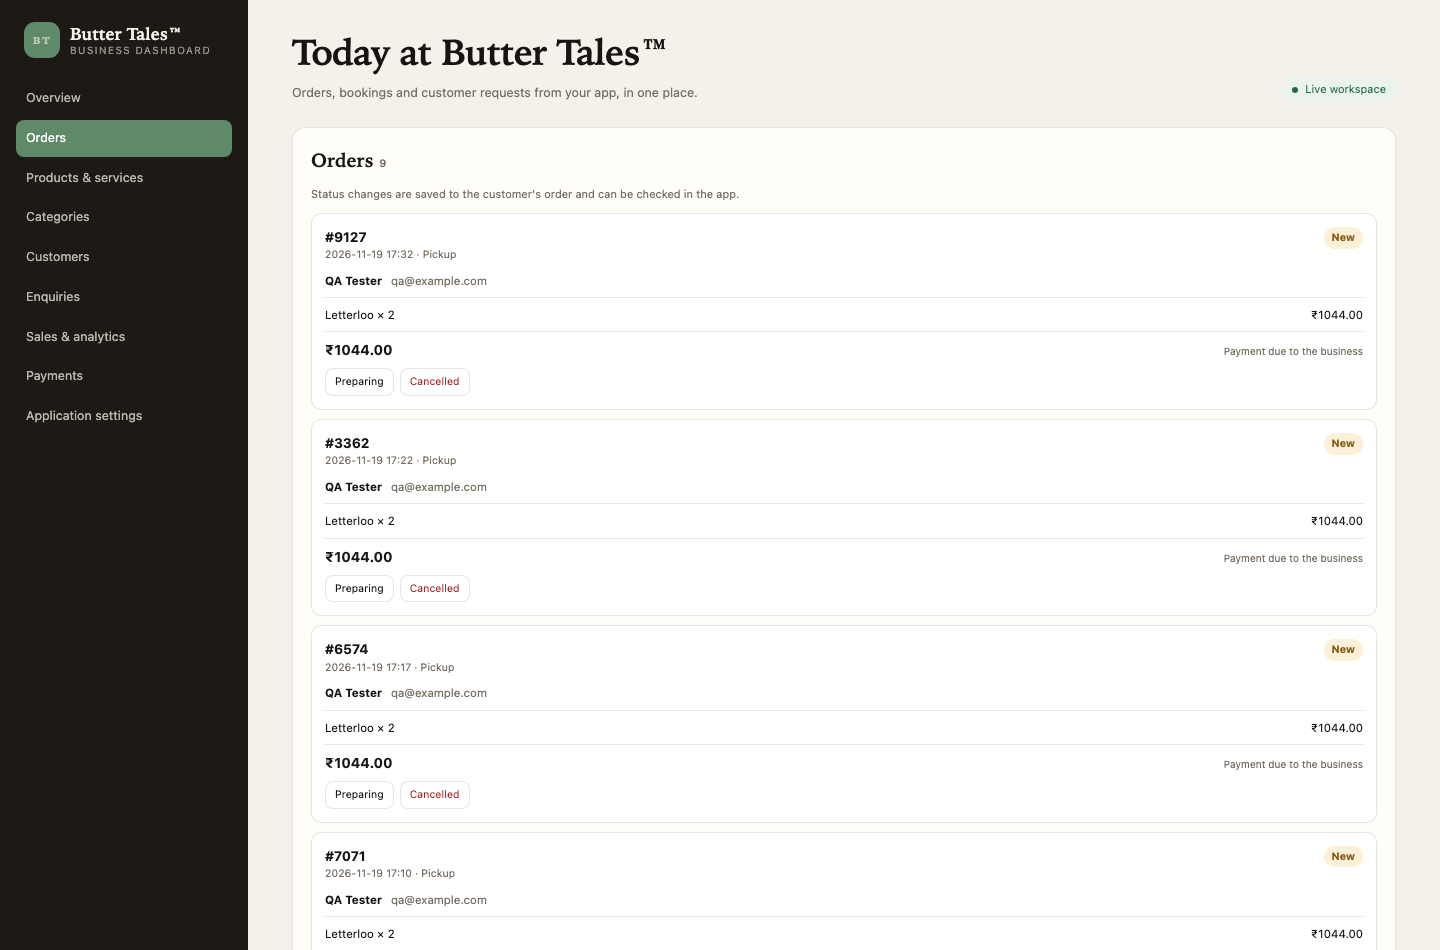 BT
Butter Tales™
BUSINESS DASHBOARD
Overview
Orders
Products & services
Categories
Customers
Enquiries
Sales & analytics
Payments
Application settings
Today at Butter Tales™
Orders, bookings and customer requests from your app, in one place.
Live workspace
Orders 9
Status changes are saved to the customer's order and can be checked in the app.
#9127 New
2026-11-19 17:32 · Pickup
QA Tester qa@example.com
Letterloo × 2 ₹1044.00
₹1044.00 Payment due to the business
Preparing Cancelled
#3362 New
2026-11-19 17:22 · Pickup
QA Tester qa@example.com
Letterloo × 2 ₹1044.00
₹1044.00 Payment due to the business
Preparing Cancelled
#6574 New
2026-11-19 17:17 · Pickup
QA Tester qa@example.com
Letterloo × 2 ₹1044.00
₹1044.00 Payment due to the business
Preparing Cancelled
#7071 New
2026-11-19 17:10 · Pickup
QA Tester qa@example.com
Letterloo × 2 ₹1044.00